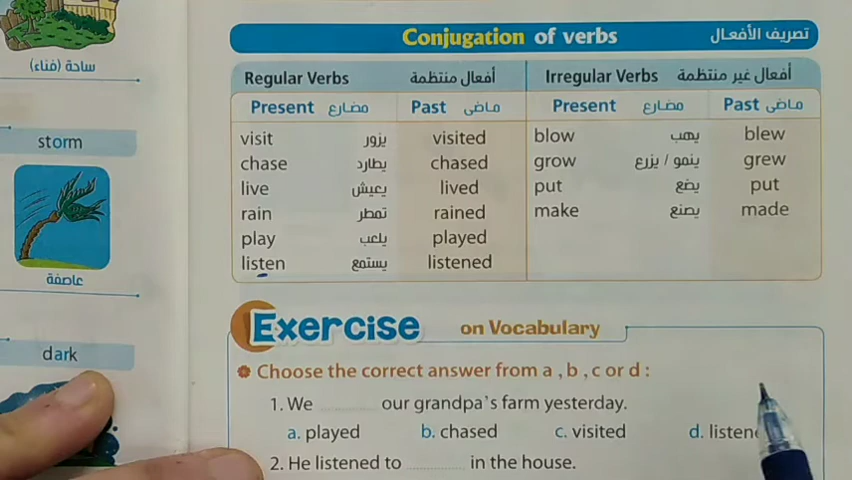 ساحة (فناء)
storm
عاصفة
dark
Conjugation of verbs تصريف الأفعال
Regular Verbs أفعال منتظمة Irregular Verbs أفعال غير منتظمة
Present مضارع Past ماضى Present مضارع Past ماضى
visit يزور visited blow يهب blew
chase يطارد chased grow ينمو / يزرع grew
live يعيش lived put يضع put
rain تمطر rained make يصنع made
play يلعب played
listen يستمع listened
Exercise on Vocabulary
Choose the correct answer from a , b , c or d :
1. We .............. our grandpa's farm yesterday.
a. played b. chased c. visited d.
2. He listened to .............. in the house.